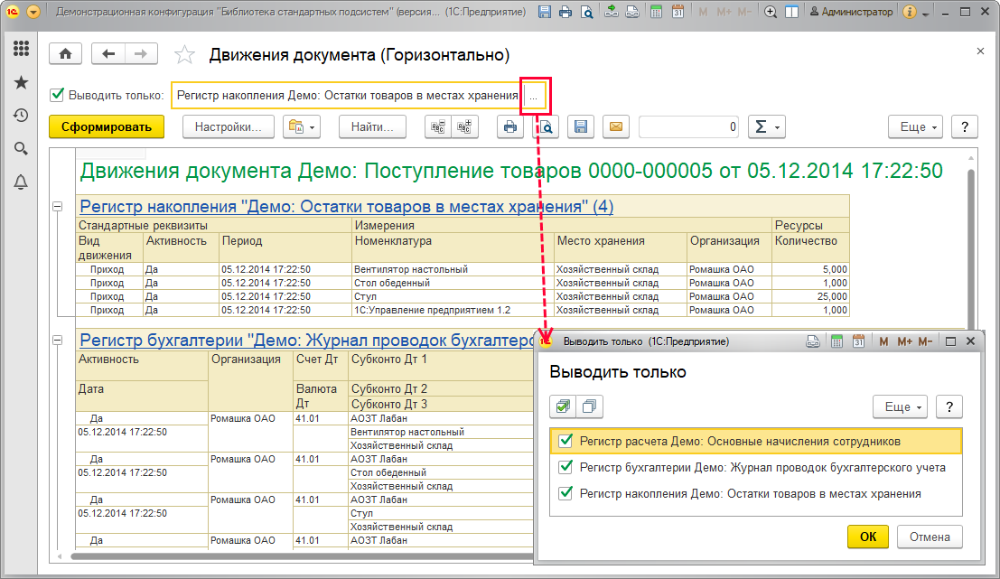 Демонстрационная конфигурация "Библиотека стандартных подсистем" (версия... (1С:Предприятие)
M M+ M-
Администратор
Движения документа (Горизонтально)
Выводить только: Регистр накопления Демо: Остатки товаров в местах хранения ...
Сформировать Настройки... Найти... 0 Σ Еще ?
Движения документа Демо: Поступление товаров 0000-000005 от 05.12.2014 17:22:50
Регистр накопления "Демо: Остатки товаров в местах хранения" (4)
Стандартные реквизиты Измерения Ресурсы
Вид движения Активность Период Номенклатура Место хранения Организация Количество
Приход Да 05.12.2014 17:22:50 Вентилятор настольный Хозяйственный склад Ромашка ОАО 5,000
Приход Да 05.12.2014 17:22:50 Стол обеденный Хозяйственный склад Ромашка ОАО 1,000
Приход Да 05.12.2014 17:22:50 Стул Хозяйственный склад Ромашка ОАО 25,000
Приход Да 05.12.2014 17:22:50 1С:Управление предприятием 1.2 Хозяйственный склад Ромашка ОАО 1,000
Регистр бухгалтерии "Демо: Журнал проводок бухгалтерс
Активность Организация Счет Дт Субконто Дт 1
Дата Валюта Дт Субконто Дт 2
Субконто Дт 3
Да Ромашка ОАО 41.01 АОЗТ Лабан
05.12.2014 17:22:50 Вентилятор настольный
Хозяйственный склад
Да Ромашка ОАО 41.01 АОЗТ Лабан
05.12.2014 17:22:50 Стол обеденный
Хозяйственный склад
Да Ромашка ОАО 41.01 АОЗТ Лабан
05.12.2014 17:22:50 Стул
Хозяйственный склад
Да Ромашка ОАО 41.01 АОЗТ Лабан
Выводить только (1С:Предприятие) M M+ M-
Выводить только
Еще ?
Регистр расчета Демо: Основные начисления сотрудников
Регистр бухгалтерии Демо: Журнал проводок бухгалтерского учета
Регистр накопления Демо: Остатки товаров в местах хранения
ОК Отмена